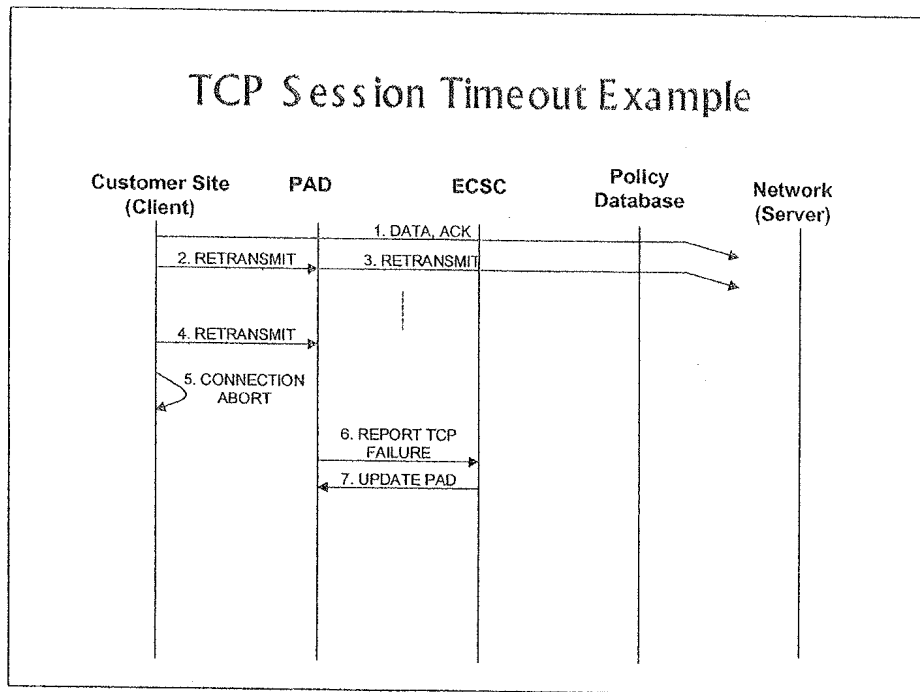 TCP Session Timeout Example
Customer Site
(Client)
PAD
ECSC
Policy
Database
Network
(Server)
1. DATA, ACK
2. RETRANSMIT
3. RETRANSMIT
4. RETRANSMIT
5. CONNECTION
ABORT
6. REPORT TCP
FAILURE
7. UPDATE PAD